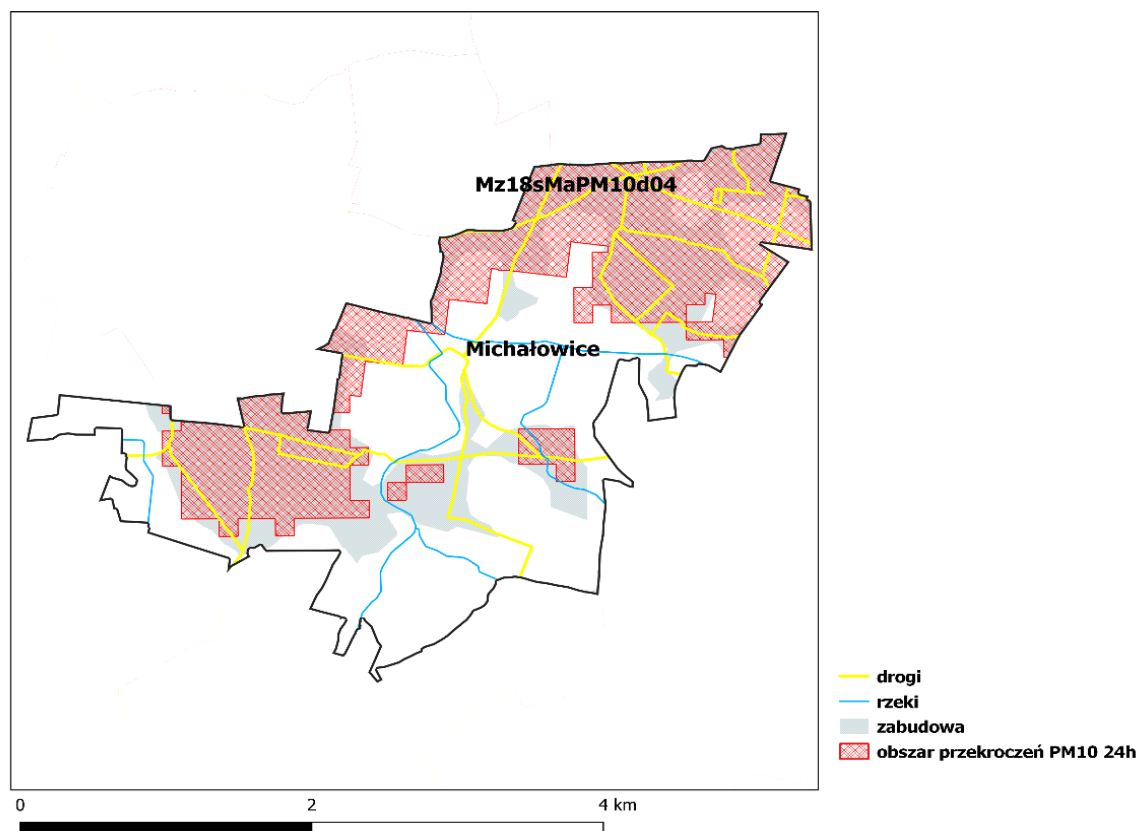 Mz18sMaPM10d04
Michałowice
drogi
rzeki
zabudowa
obszar przekroczeń PM10 24h
0 2 4 km